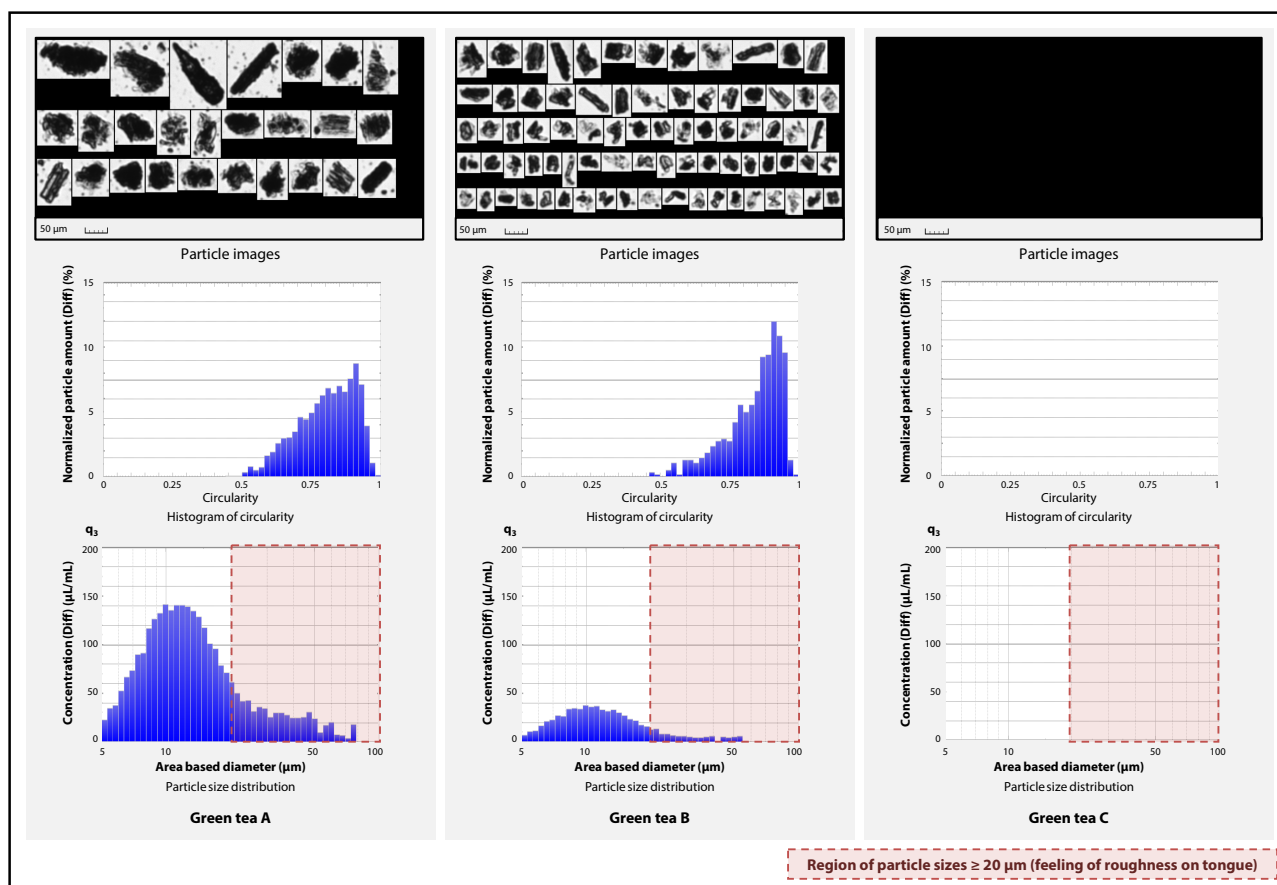 50 µm
Particle images
Normalized particle amount (Diff) (%)
15
10
5
0
0
0.25
0.5
0.75
1
Circularity
Histogram of circularity
q3
Concentration (Diff) (µL/mL)
200
150
100
50
0
5
10
50
100
Area based diameter (µm)
Particle size distribution
Green tea A
50 µm
Particle images
Normalized particle amount (Diff) (%)
15
10
5
0
0
0.25
0.5
0.75
1
Circularity
Histogram of circularity
q3
Concentration (Diff) (µL/mL)
200
150
100
50
0
5
10
50
100
Area based diameter (µm)
Particle size distribution
Green tea B
50 µm
Particle images
Normalized particle amount (Diff) (%)
15
10
5
0
0
0.25
0.5
0.75
1
Circularity
Histogram of circularity
q3
Concentration (Diff) (µL/mL)
200
150
100
50
0
5
10
50
100
Area based diameter (µm)
Particle size distribution
Green tea C
Region of particle sizes ≥ 20 µm (feeling of roughness on tongue)